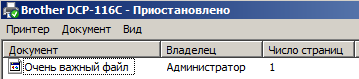 Brother DCP-116C - Приостановлено
Принтер Документ Вид
Документ Владелец Число страниц
Очень важный файл Администратор 1